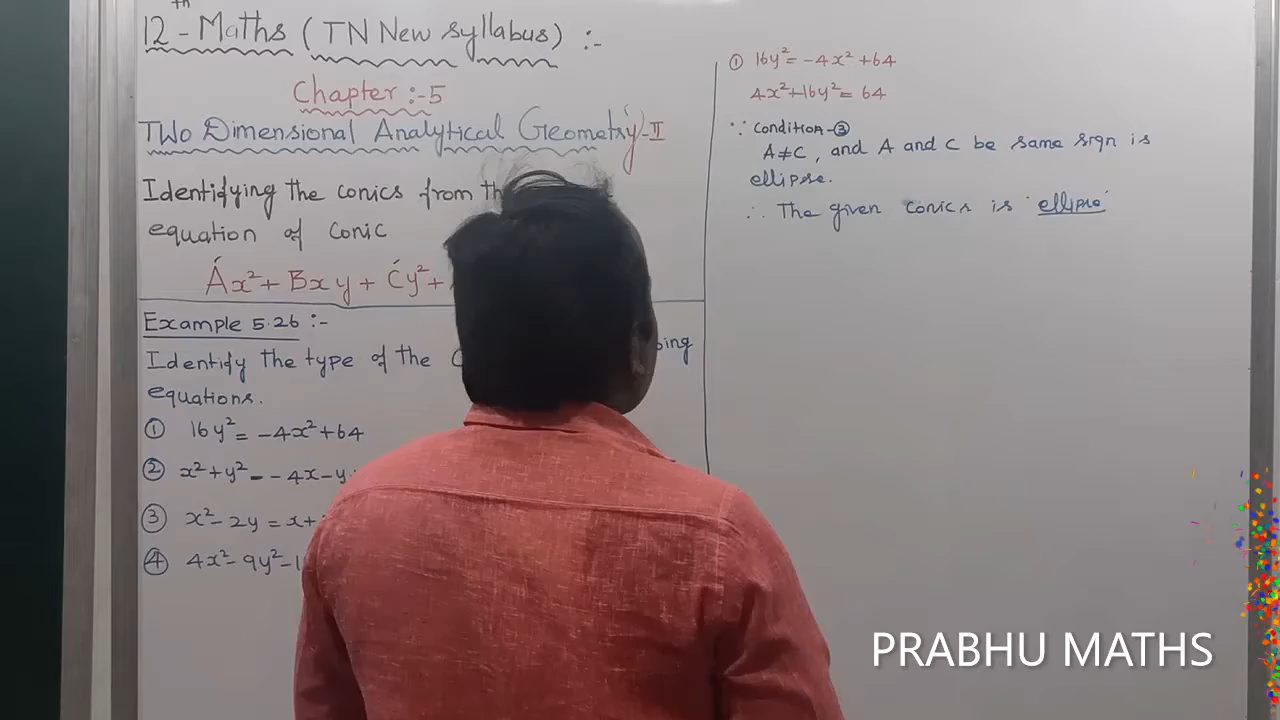 12th - Maths ( TN New syllabus) :-
Chapter :- 5
Two Dimensional Analytical Geometry - II
Identifying the conics from the
equation of conic
Ax² + Bxy + Cy² +
Example 5.26 :-
Identify the type of the
equations.
① 16y² = -4x² + 64
② x² + y² = -4x - y
③ x² - 2y = x +
④ 4x² - 9y² -
① 16y² = -4x² + 64
4x² + 16y² = 64
∵ Condition - ③
A ≠ C, and A and C be same sign is
ellipse.
∴ The given conics is ellipse
PRABHU MATHS